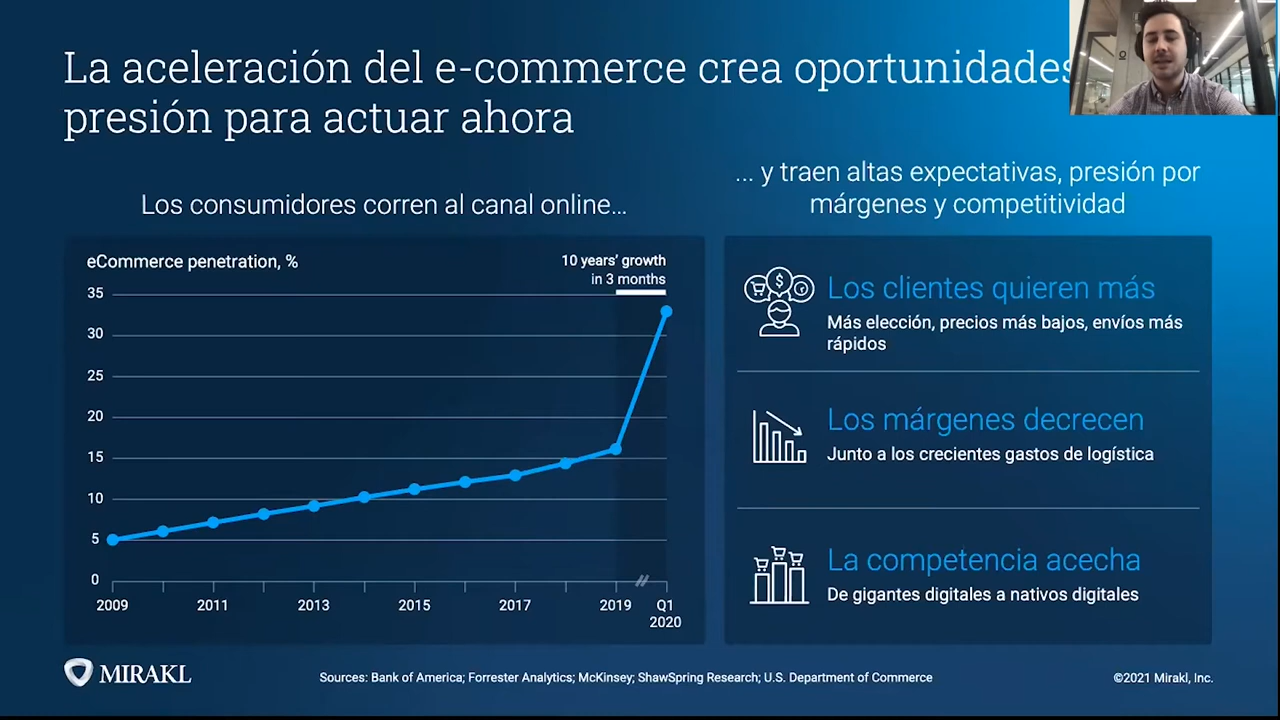 La aceleración del e-commerce crea oportunidades
presión para actuar ahora
Los consumidores corren al canal online...
... y traen altas expectativas, presión por
márgenes y competitividad
eCommerce penetration, %
10 years' growth
in 3 months
35
30
25
20
15
10
5
0
2009
2011
2013
2015
2017
2019
Q1
2020
Los clientes quieren más
Más elección, precios más bajos, envíos más
rápidos
Los márgenes decrecen
Junto a los crecientes gastos de logística
La competencia acecha
De gigantes digitales a nativos digitales
MIRAKL
Sources: Bank of America; Forrester Analytics; McKinsey; ShawSpring Research; U.S. Department of Commerce
©2021 Mirakl, Inc.